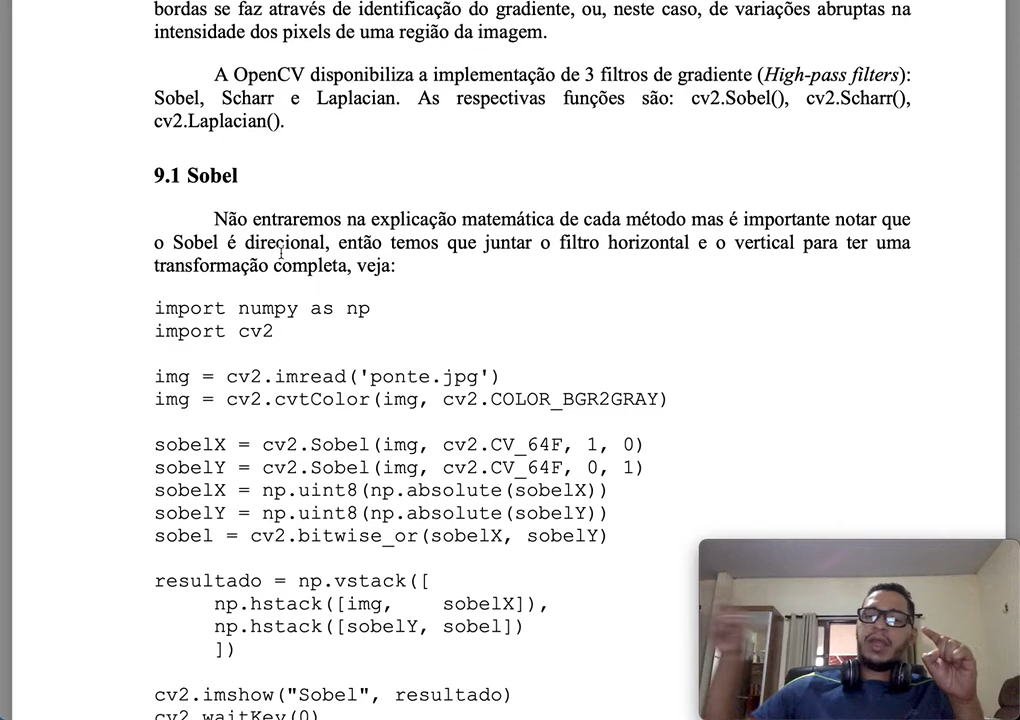 bordas se faz através de identificação do gradiente, ou, neste caso, de variações abruptas na
intensidade dos pixels de uma região da imagem.
A OpenCV disponibiliza a implementação de 3 filtros de gradiente (High-pass filters):
Sobel, Scharr e Laplacian. As respectivas funções são: cv2.Sobel(), cv2.Scharr(),
cv2.Laplacian().
9.1 Sobel
Não entraremos na explicação matemática de cada método mas é importante notar que
o Sobel é direcional, então temos que juntar o filtro horizontal e o vertical para ter uma
transformação completa, veja:
import numpy as np
import cv2
img = cv2.imread('ponte.jpg')
img = cv2.cvtColor(img, cv2.COLOR_BGR2GRAY)
sobelX = cv2.Sobel(img, cv2.CV_64F, 1, 0)
sobelY = cv2.Sobel(img, cv2.CV_64F, 0, 1)
sobelX = np.uint8(np.absolute(sobelX))
sobelY = np.uint8(np.absolute(sobelY))
sobel = cv2.bitwise_or(sobelX, sobelY)
resultado = np.vstack([
np.hstack([img,    sobelX]),
np.hstack([sobelY, sobel])
])
cv2.imshow("Sobel", resultado)
cv2.waitKey(0)